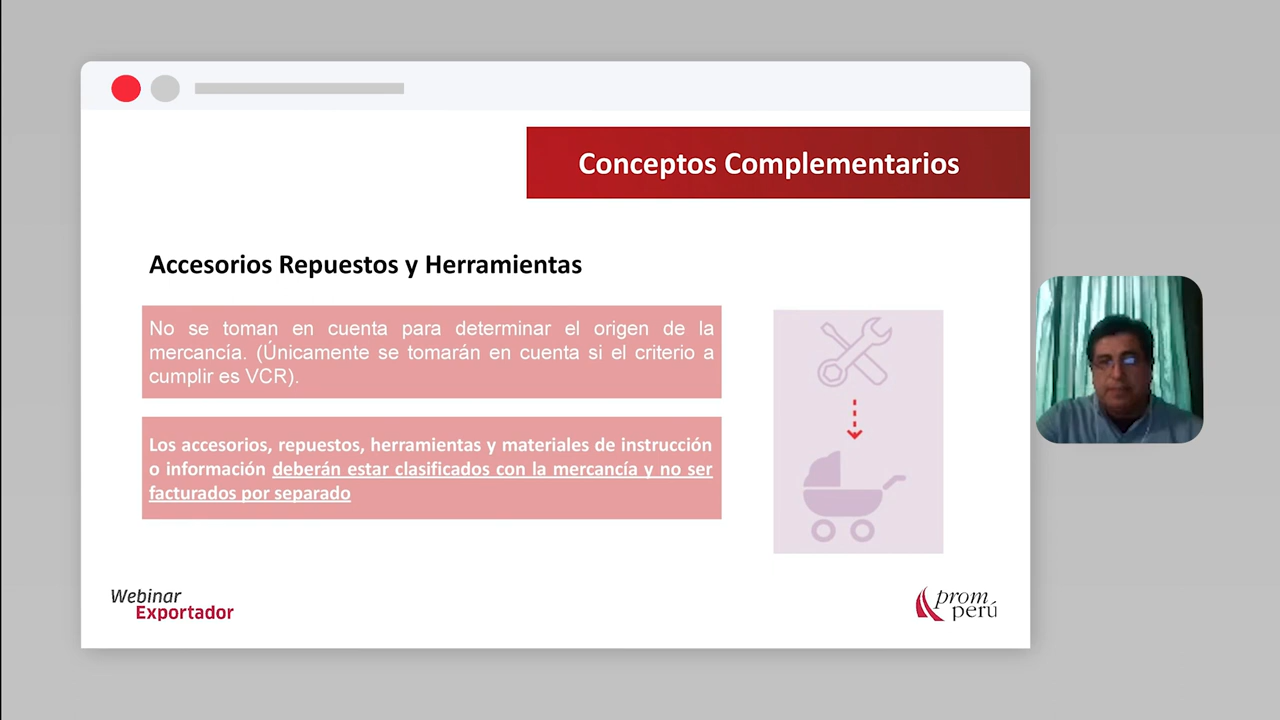 Conceptos Complementarios
Accesorios Repuestos y Herramientas
No se toman en cuenta para determinar el origen de la
mercancía. (Únicamente se tomarán en cuenta si el criterio a
cumplir es VCR).
Los accesorios, repuestos, herramientas y materiales de instrucción
o información deberán estar clasificados con la mercancía y no ser
facturados por separado
Webinar
Exportador
prom
perú